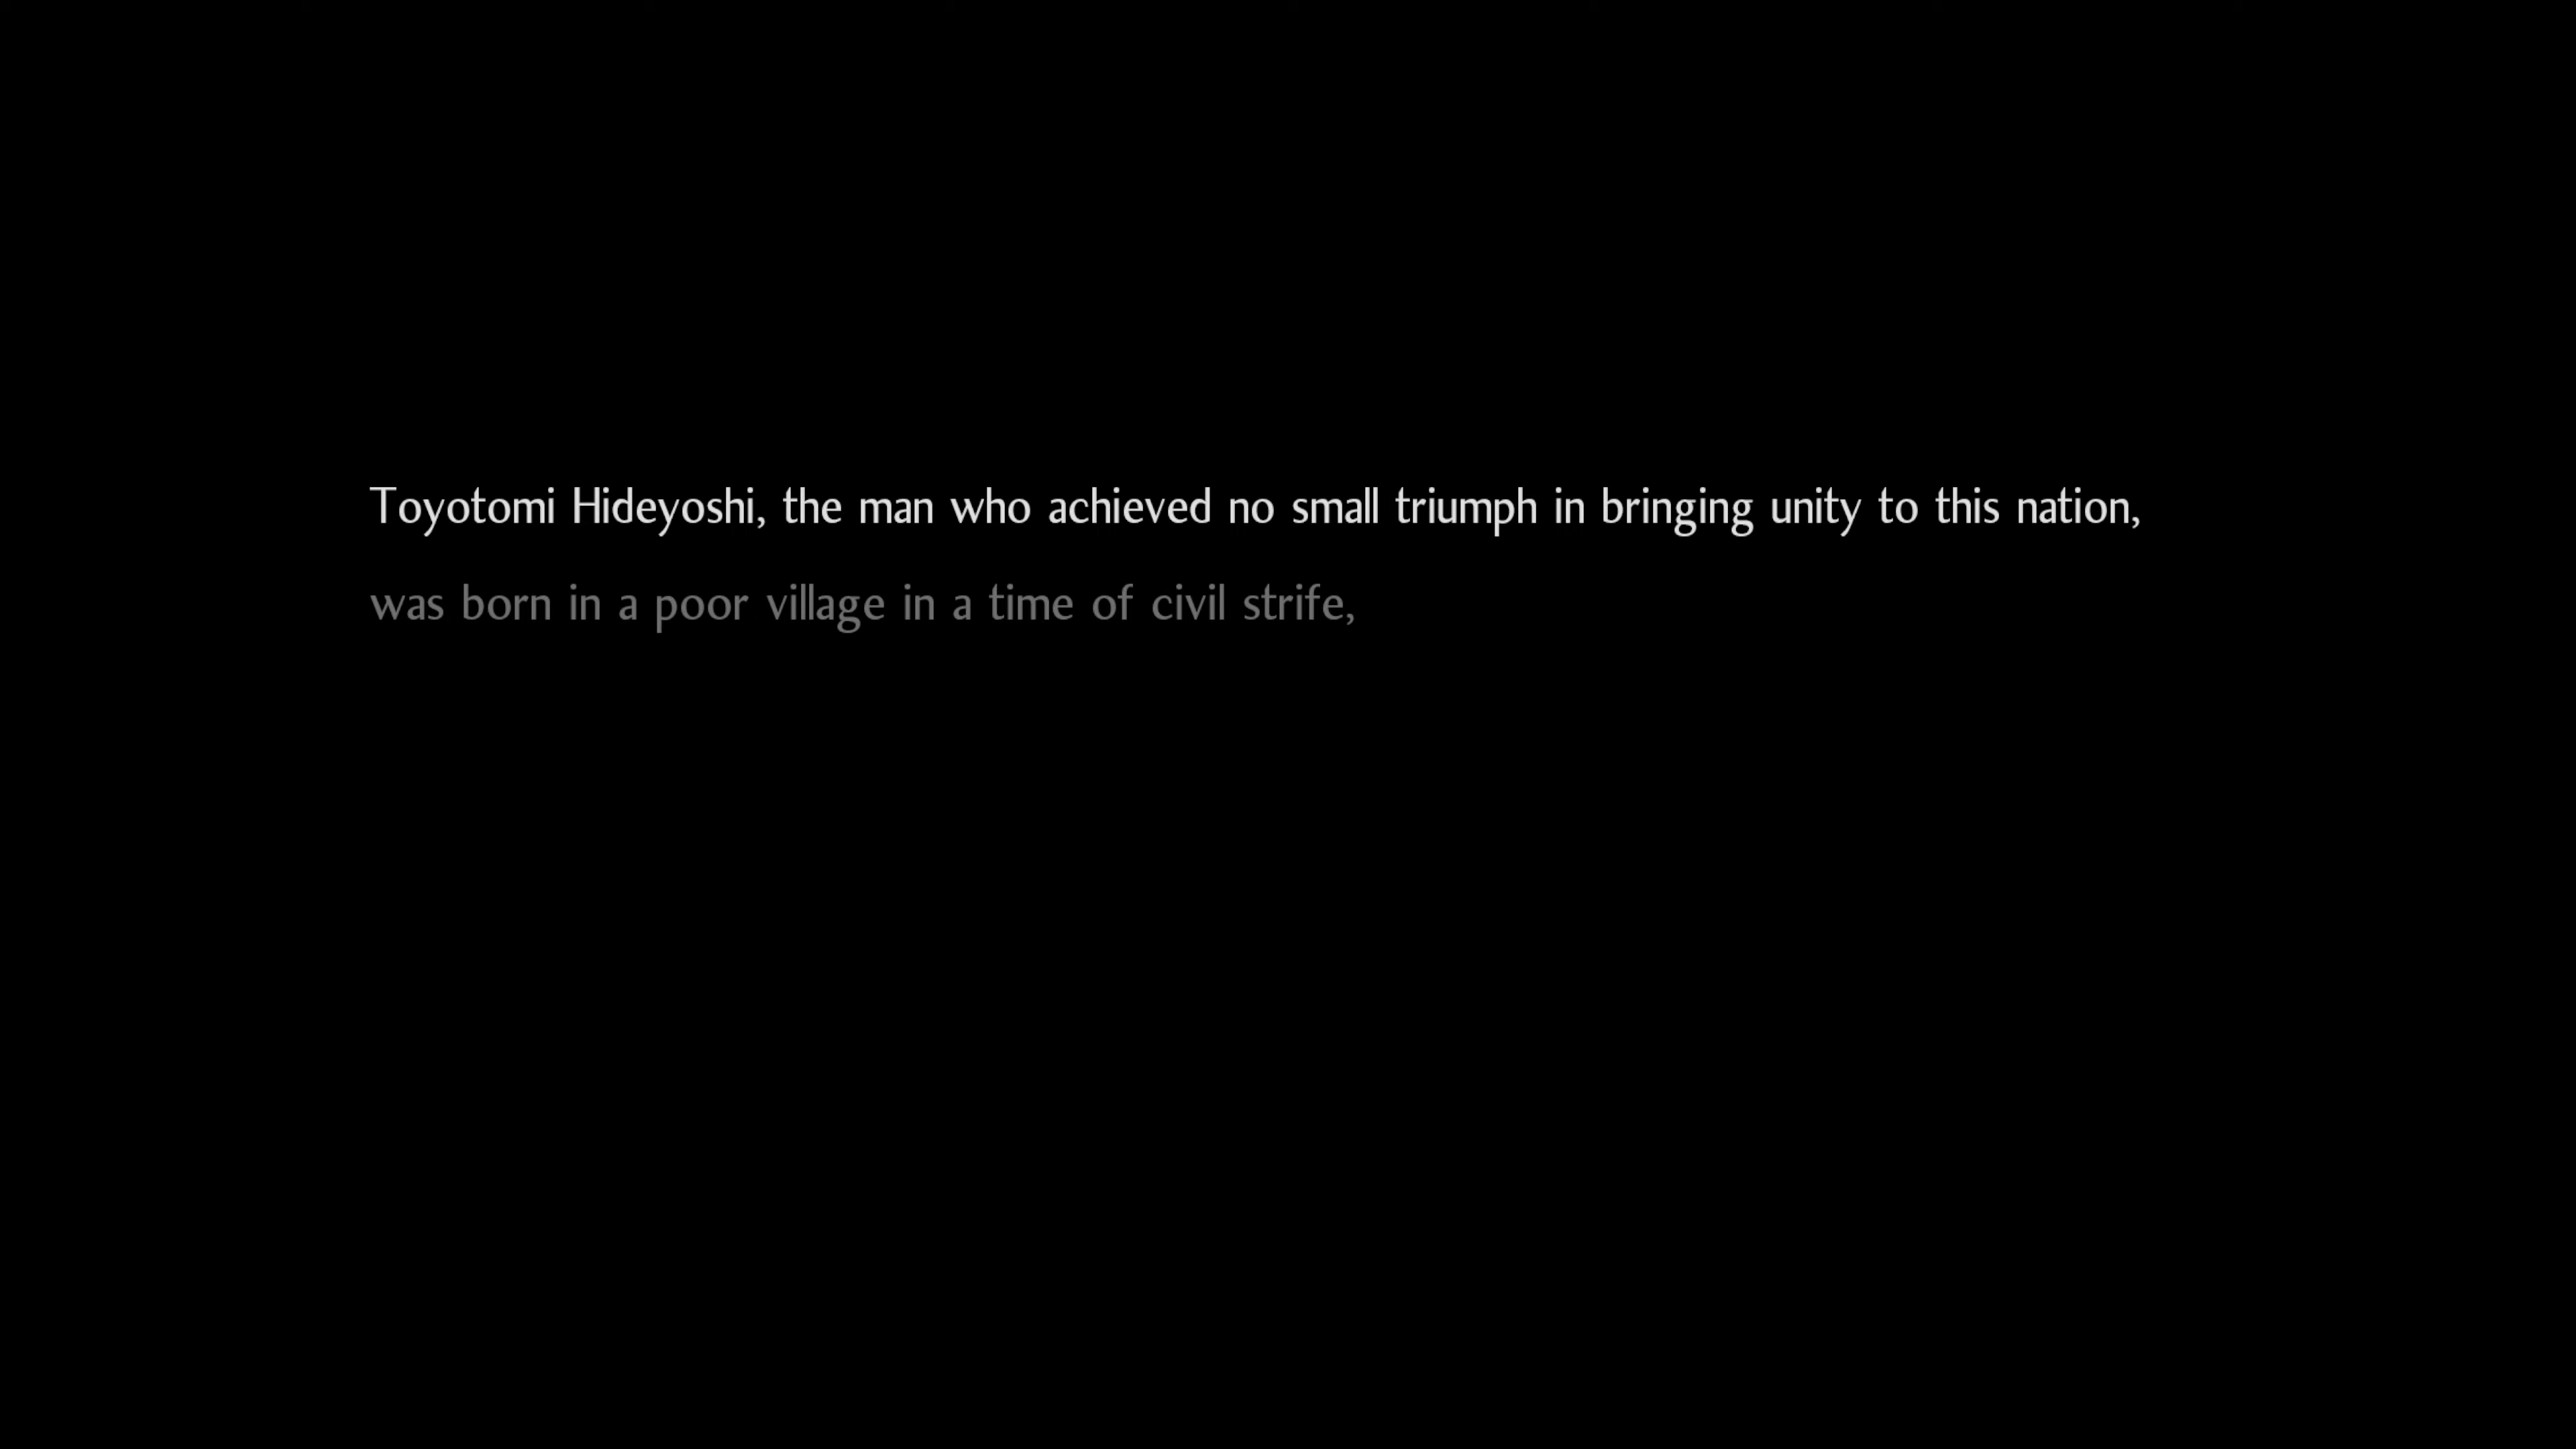 Toyotomi Hideyoshi, the man who achieved no small triumph in bringing unity to this nation,
was born in a poor village in a time of civil strife,